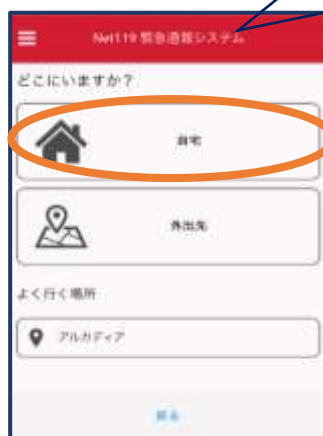 Net119 緊急通報システム
どこにいますか?
自宅
外出先
よく行く場所
アルカディア
戻る